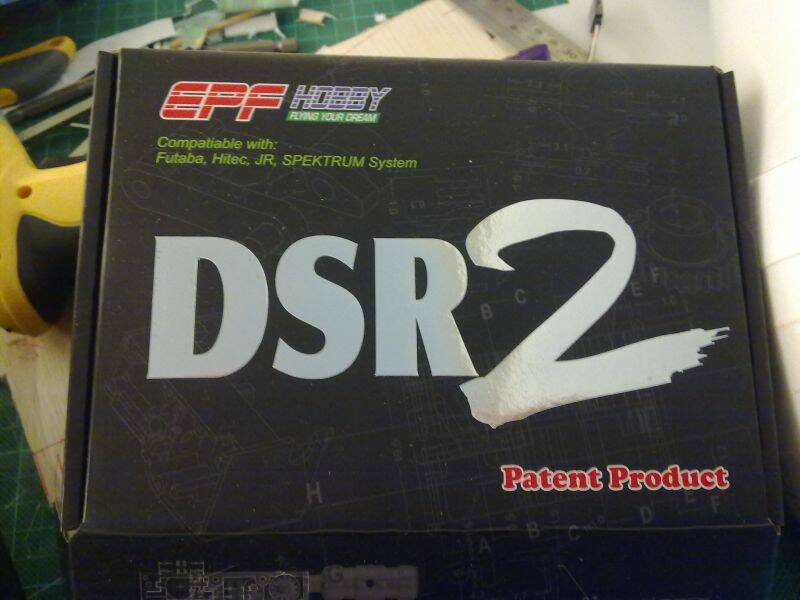 EPF HOBBY
FLYING YOUR DREAM
Compatiable with:
Futaba, Hitec, JR, SPEKTRUM System
DSR2
B C E F
H
Patent Product
A B C D E F
G